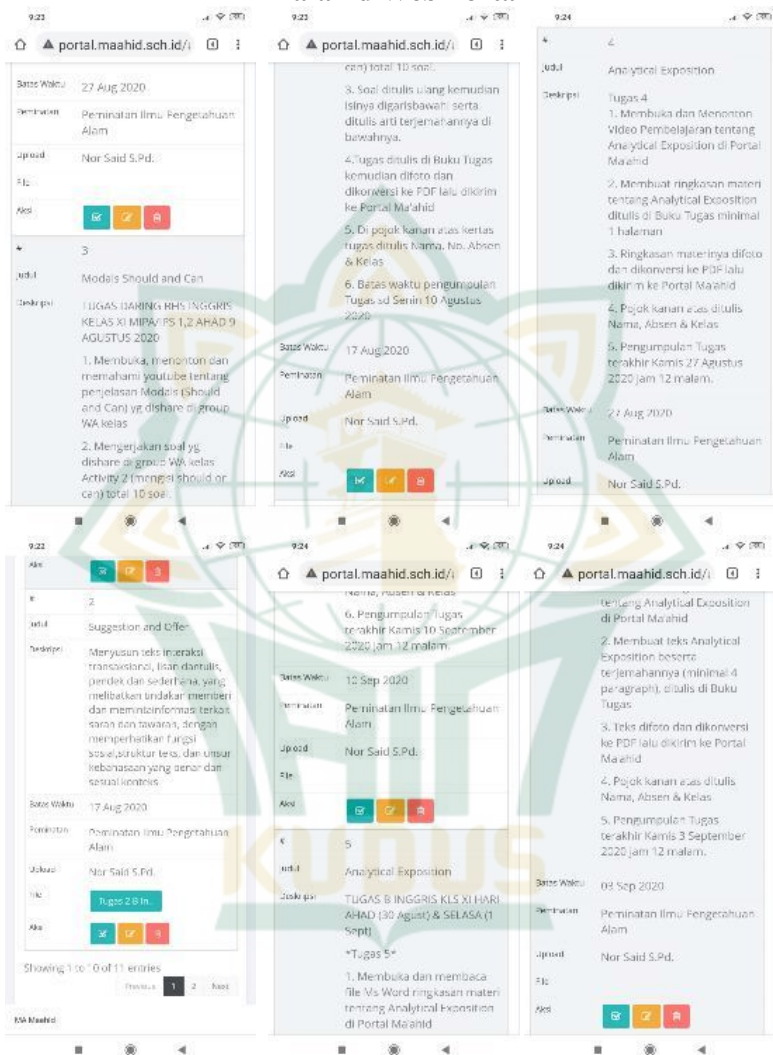 9:23
portal.maahid.sch.id/
4
Batas Waktu
27 Aug 2020
Peminatan
Peminatan Ilmu Pengetahuan
Alam
Upload
Nor Said S.Pd.
File
Aksi
#
3
Judul
Modals Should and Can
Deskripsi
TUGAS DARING BHS INGGRIS
KELAS XI MIPA/IPS 1,2 AHAD 9
AGUSTUS 2020
1. Membuka, menonton dan
memahami youtube tentang
penjelasan Modals (Should
and Can) yg dishare di group
WA kelas
2. Mengerjakan soal yg
dishare di group WA kelas
Activity 2 (mengisi should or
can) total 10 soal.
9:23
portal.maahid.sch.id/
4
can) total 10 soal.
3. Soal ditulis ulang kemudian
isinya digarisbawahi serta
ditulis arti terjemahannya di
bawahnya.
4.Tugas ditulis di Buku Tugas
kemudian difoto dan
dikonversi ke PDF lalu dikirim
ke Portal Ma'ahid
5. Di pojok kanan atas kertas
tugas ditulis Nama, No. Absen
& Kelas
6. Batas waktu pengumpulan
Tugas sd Senin 10 Agustus
2020
Batas Waktu
17 Aug 2020
Peminatan
Peminatan Ilmu Pengetahuan
Alam
Upload
Nor Said S.Pd.
File
Aksi
9:24
#
4
Judul
Analytical Exposition
Deskripsi
Tugas 4
1. Membuka dan Menonton
Video Pembelajaran tentang
Analytical Exposition di Portal
Ma'ahid
2. Membuat ringkasan materi
tentang Analytical Exposition
ditulis di Buku Tugas minimal
1 halaman
3. Ringkasan materinya difoto
dan dikonversi ke PDF lalu
dikirim ke Portal Ma'ahid
4. Pojok kanan atas ditulis
Nama, Absen & Kelas
5. Pengumpulan Tugas
terakhir Kamis 27 Agustus
2020 jam 12 malam.
Batas Waktu
27 Aug 2020
Peminatan
Peminatan Ilmu Pengetahuan
Alam
Upload
Nor Said S.Pd.
9:22
Aksi
#
2
Judul
Suggestion and Offer
Deskripsi
Menyusun teks interaksi
transaksional, lisan dantulis,
pendek dan sederhana, yang
melibatkan tindakan memberi
dan memintainformasi terkait
saran dan tawaran, dengan
memperhatikan fungsi
sosial,struktur teks, dan unsur
kebahasaan yang benar dan
sesuai konteks
Batas Waktu
17 Aug 2020
Peminatan
Peminatan Ilmu Pengetahuan
Alam
Upload
Nor Said S.Pd.
File
Tugas 2 B In..
Aksi
Showing 1 to 10 of 11 entries
Previous 1 2 Next
MA Maahid
9:24
portal.maahid.sch.id/
4
Nama, Absen & Kelas
6. Pengumpulan Tugas
terakhir Kamis 10 September
2020 jam 12 malam.
Batas Waktu
10 Sep 2020
Peminatan
Peminatan Ilmu Pengetahuan
Alam
Upload
Nor Said S.Pd.
File
Aksi
#
5
Judul
Analytical Exposition
Deskripsi
TUGAS B INGGRIS KLS XI HARI
AHAD (30 Agust) & SELASA (1
Sept)
*Tugas 5*
1. Membuka dan membaca
file Ms Word ringkasan materi
tentang Analytical Exposition
di Portal Ma'ahid
9:24
portal.maahid.sch.id/
4
tentang Analytical Exposition
di Portal Ma'ahid
2. Membuat teks Analytical
Exposition beserta
terjemahannya (minimal 4
paragraph), ditulis di Buku
Tugas
3. Teks difoto dan dikonversi
ke PDF lalu dikirim ke Portal
Ma'ahid
4. Pojok kanan atas ditulis
Nama, Absen & Kelas
5. Pengumpulan Tugas
terakhir Kamis 3 September
2020 jam 12 malam.
Batas Waktu
03 Sep 2020
Peminatan
Peminatan Ilmu Pengetahuan
Alam
Upload
Nor Said S.Pd.
File
Aksi
KUDUS